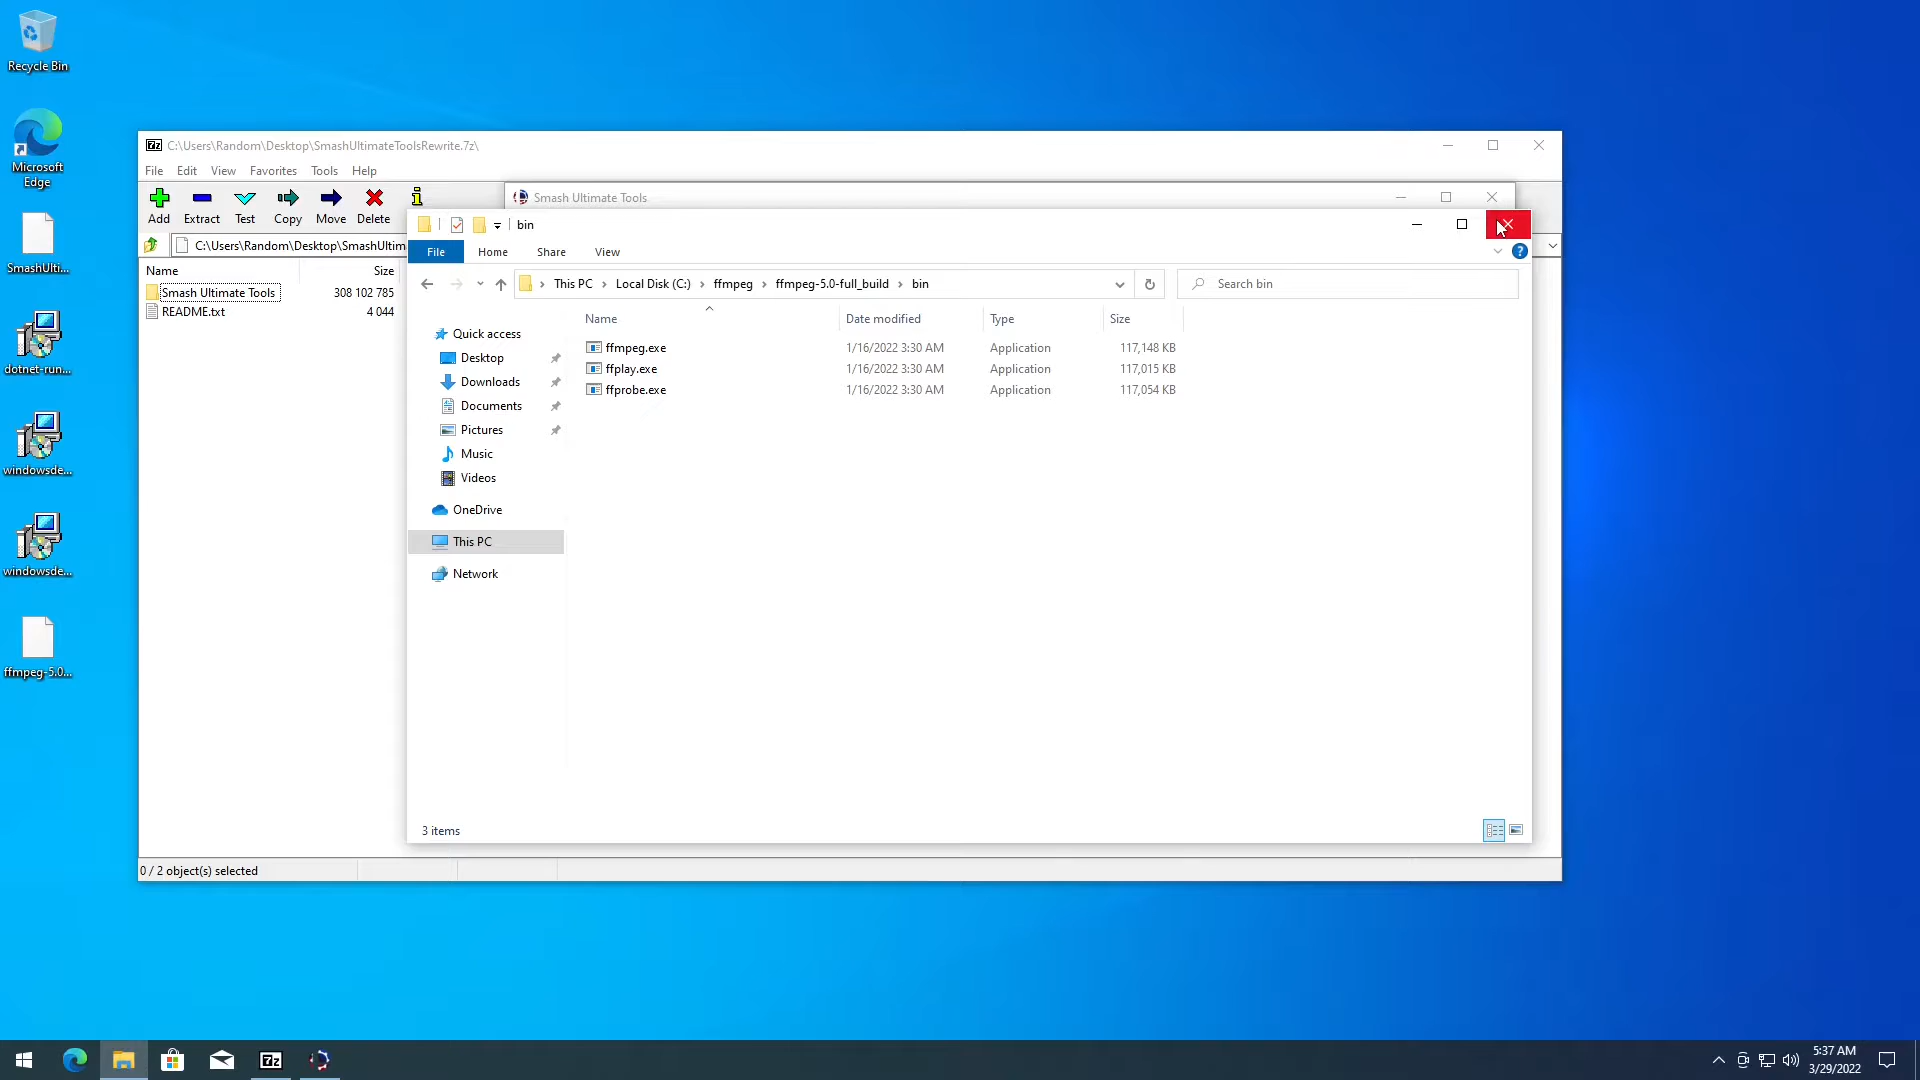 Recycle Bin
Microsoft
Edge
SmashUlti...
dotnet-run...
windowsde...
windowsde...
ffmpeg-5.0...
7z C:\Users\Random\Desktop\SmashUltimateToolsRewrite.7z\
File Edit View Favorites Tools Help
Add Extract Test Copy Move Delete
C:\Users\Random\Desktop\SmashUltim
Name Size
Smash Ultimate Tools 308 102 785
README.txt 4 044
0 / 2 object(s) selected
Smash Ultimate Tools
bin
File Home Share View
This PC Local Disk (C:) ffmpeg ffmpeg-5.0-full_build bin
Search bin
Quick access
Desktop
Downloads
Documents
Pictures
Music
Videos
OneDrive
This PC
Network
Name Date modified Type Size
ffmpeg.exe 1/16/2022 3:30 AM Application 117,148 KB
ffplay.exe 1/16/2022 3:30 AM Application 117,015 KB
ffprobe.exe 1/16/2022 3:30 AM Application 117,054 KB
3 items
7z
5:37 AM
3/29/2022